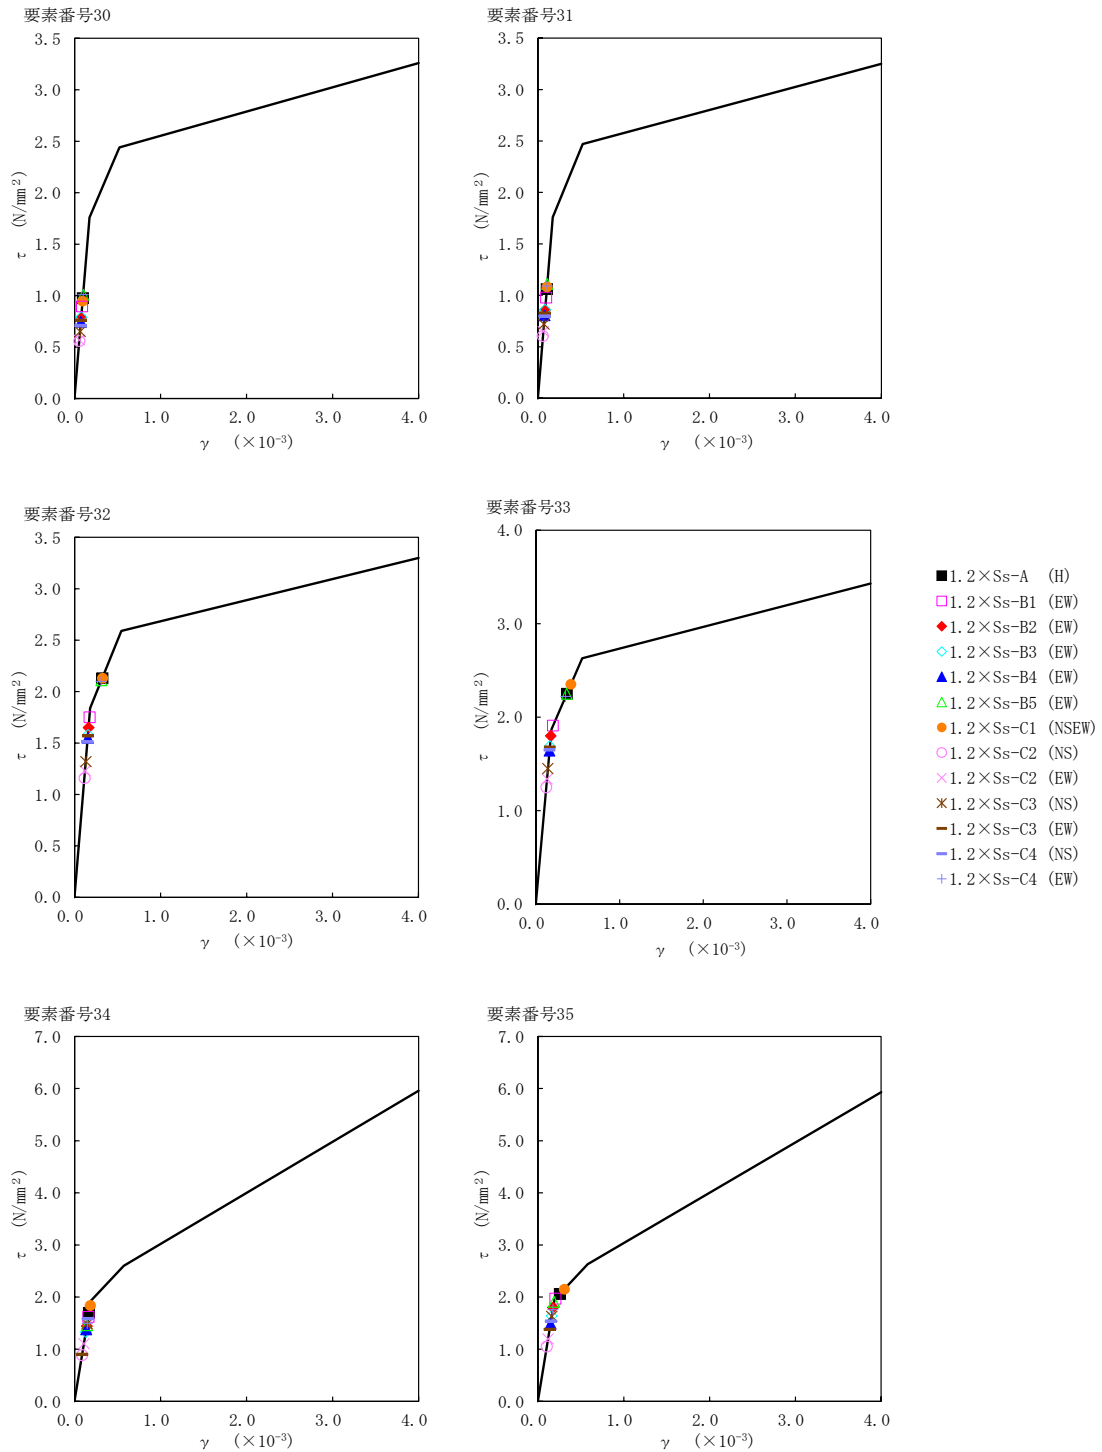 要素番号30
3.5
3.0
2.5
2.0
1.5
1.0
0.5
0.0
τ (N/mm²)
0.0 1.0 2.0 3.0 4.0
γ (×10⁻³)
要素番号31
3.5
3.0
2.5
2.0
1.5
1.0
0.5
0.0
τ (N/mm²)
0.0 1.0 2.0 3.0 4.0
γ (×10⁻³)
要素番号32
3.5
3.0
2.5
2.0
1.5
1.0
0.5
0.0
τ (N/mm²)
0.0 1.0 2.0 3.0 4.0
γ (×10⁻³)
要素番号33
4.0
3.0
2.0
1.0
0.0
τ (N/mm²)
0.0 1.0 2.0 3.0 4.0
γ (×10⁻³)
1.2×Ss-A (H)
1.2×Ss-B1 (EW)
1.2×Ss-B2 (EW)
1.2×Ss-B3 (EW)
1.2×Ss-B4 (EW)
1.2×Ss-B5 (EW)
1.2×Ss-C1 (NSEW)
1.2×Ss-C2 (NS)
1.2×Ss-C2 (EW)
1.2×Ss-C3 (NS)
1.2×Ss-C3 (EW)
1.2×Ss-C4 (NS)
1.2×Ss-C4 (EW)
要素番号34
7.0
6.0
5.0
4.0
3.0
2.0
1.0
0.0
τ (N/mm²)
0.0 1.0 2.0 3.0 4.0
γ (×10⁻³)
要素番号35
7.0
6.0
5.0
4.0
3.0
2.0
1.0
0.0
τ (N/mm²)
0.0 1.0 2.0 3.0 4.0
γ (×10⁻³)